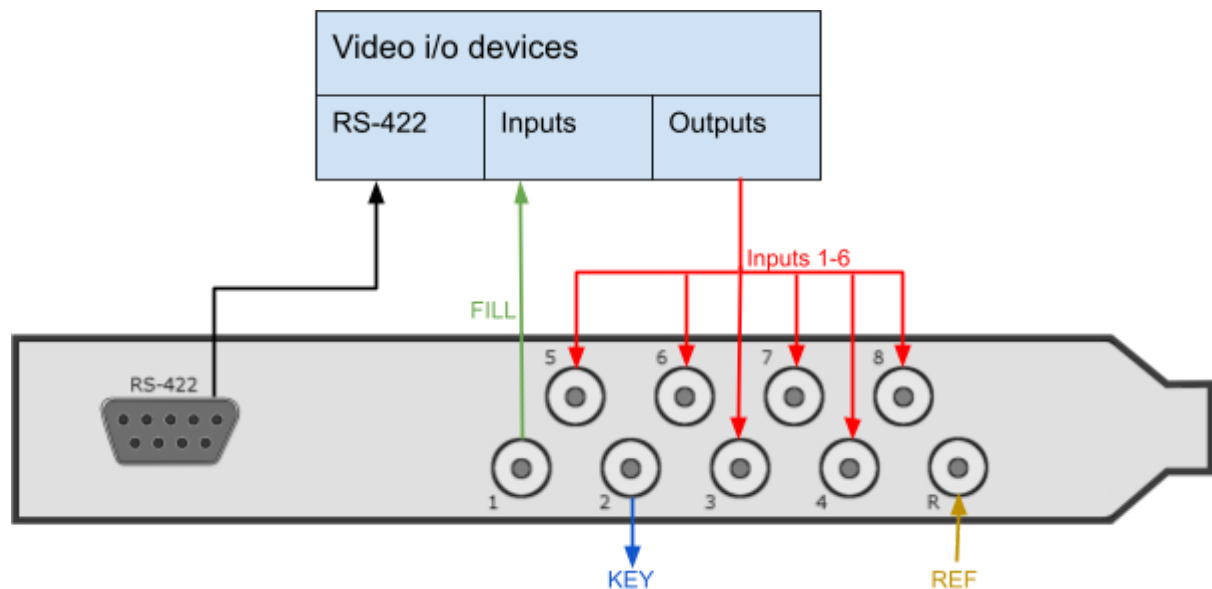 Video i/o devices
RS-422
Inputs
Outputs
Inputs 1-6
FILL
5
6
7
8
RS-422
1
2
3
4
R
KEY
REF